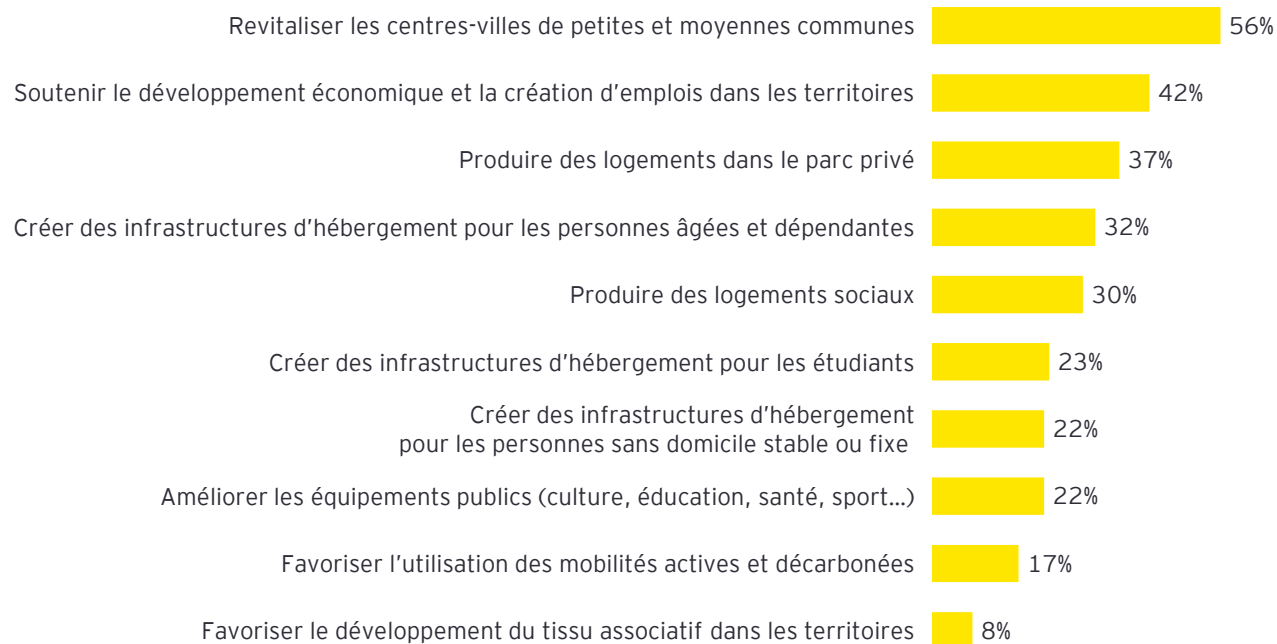 Revitaliser les centres-villes de petites et moyennes communes 56%
Soutenir le développement économique et la création d’emplois dans les territoires 42%
Produire des logements dans le parc privé 37%
Créer des infrastructures d’hébergement pour les personnes âgées et dépendantes 32%
Produire des logements sociaux 30%
Créer des infrastructures d’hébergement pour les étudiants 23%
Créer des infrastructures d’hébergement
pour les personnes sans domicile stable ou fixe 22%
Améliorer les équipements publics (culture, éducation, santé, sport...) 22%
Favoriser l’utilisation des mobilités actives et décarbonées 17%
Favoriser le développement du tissu associatif dans les territoires 8%